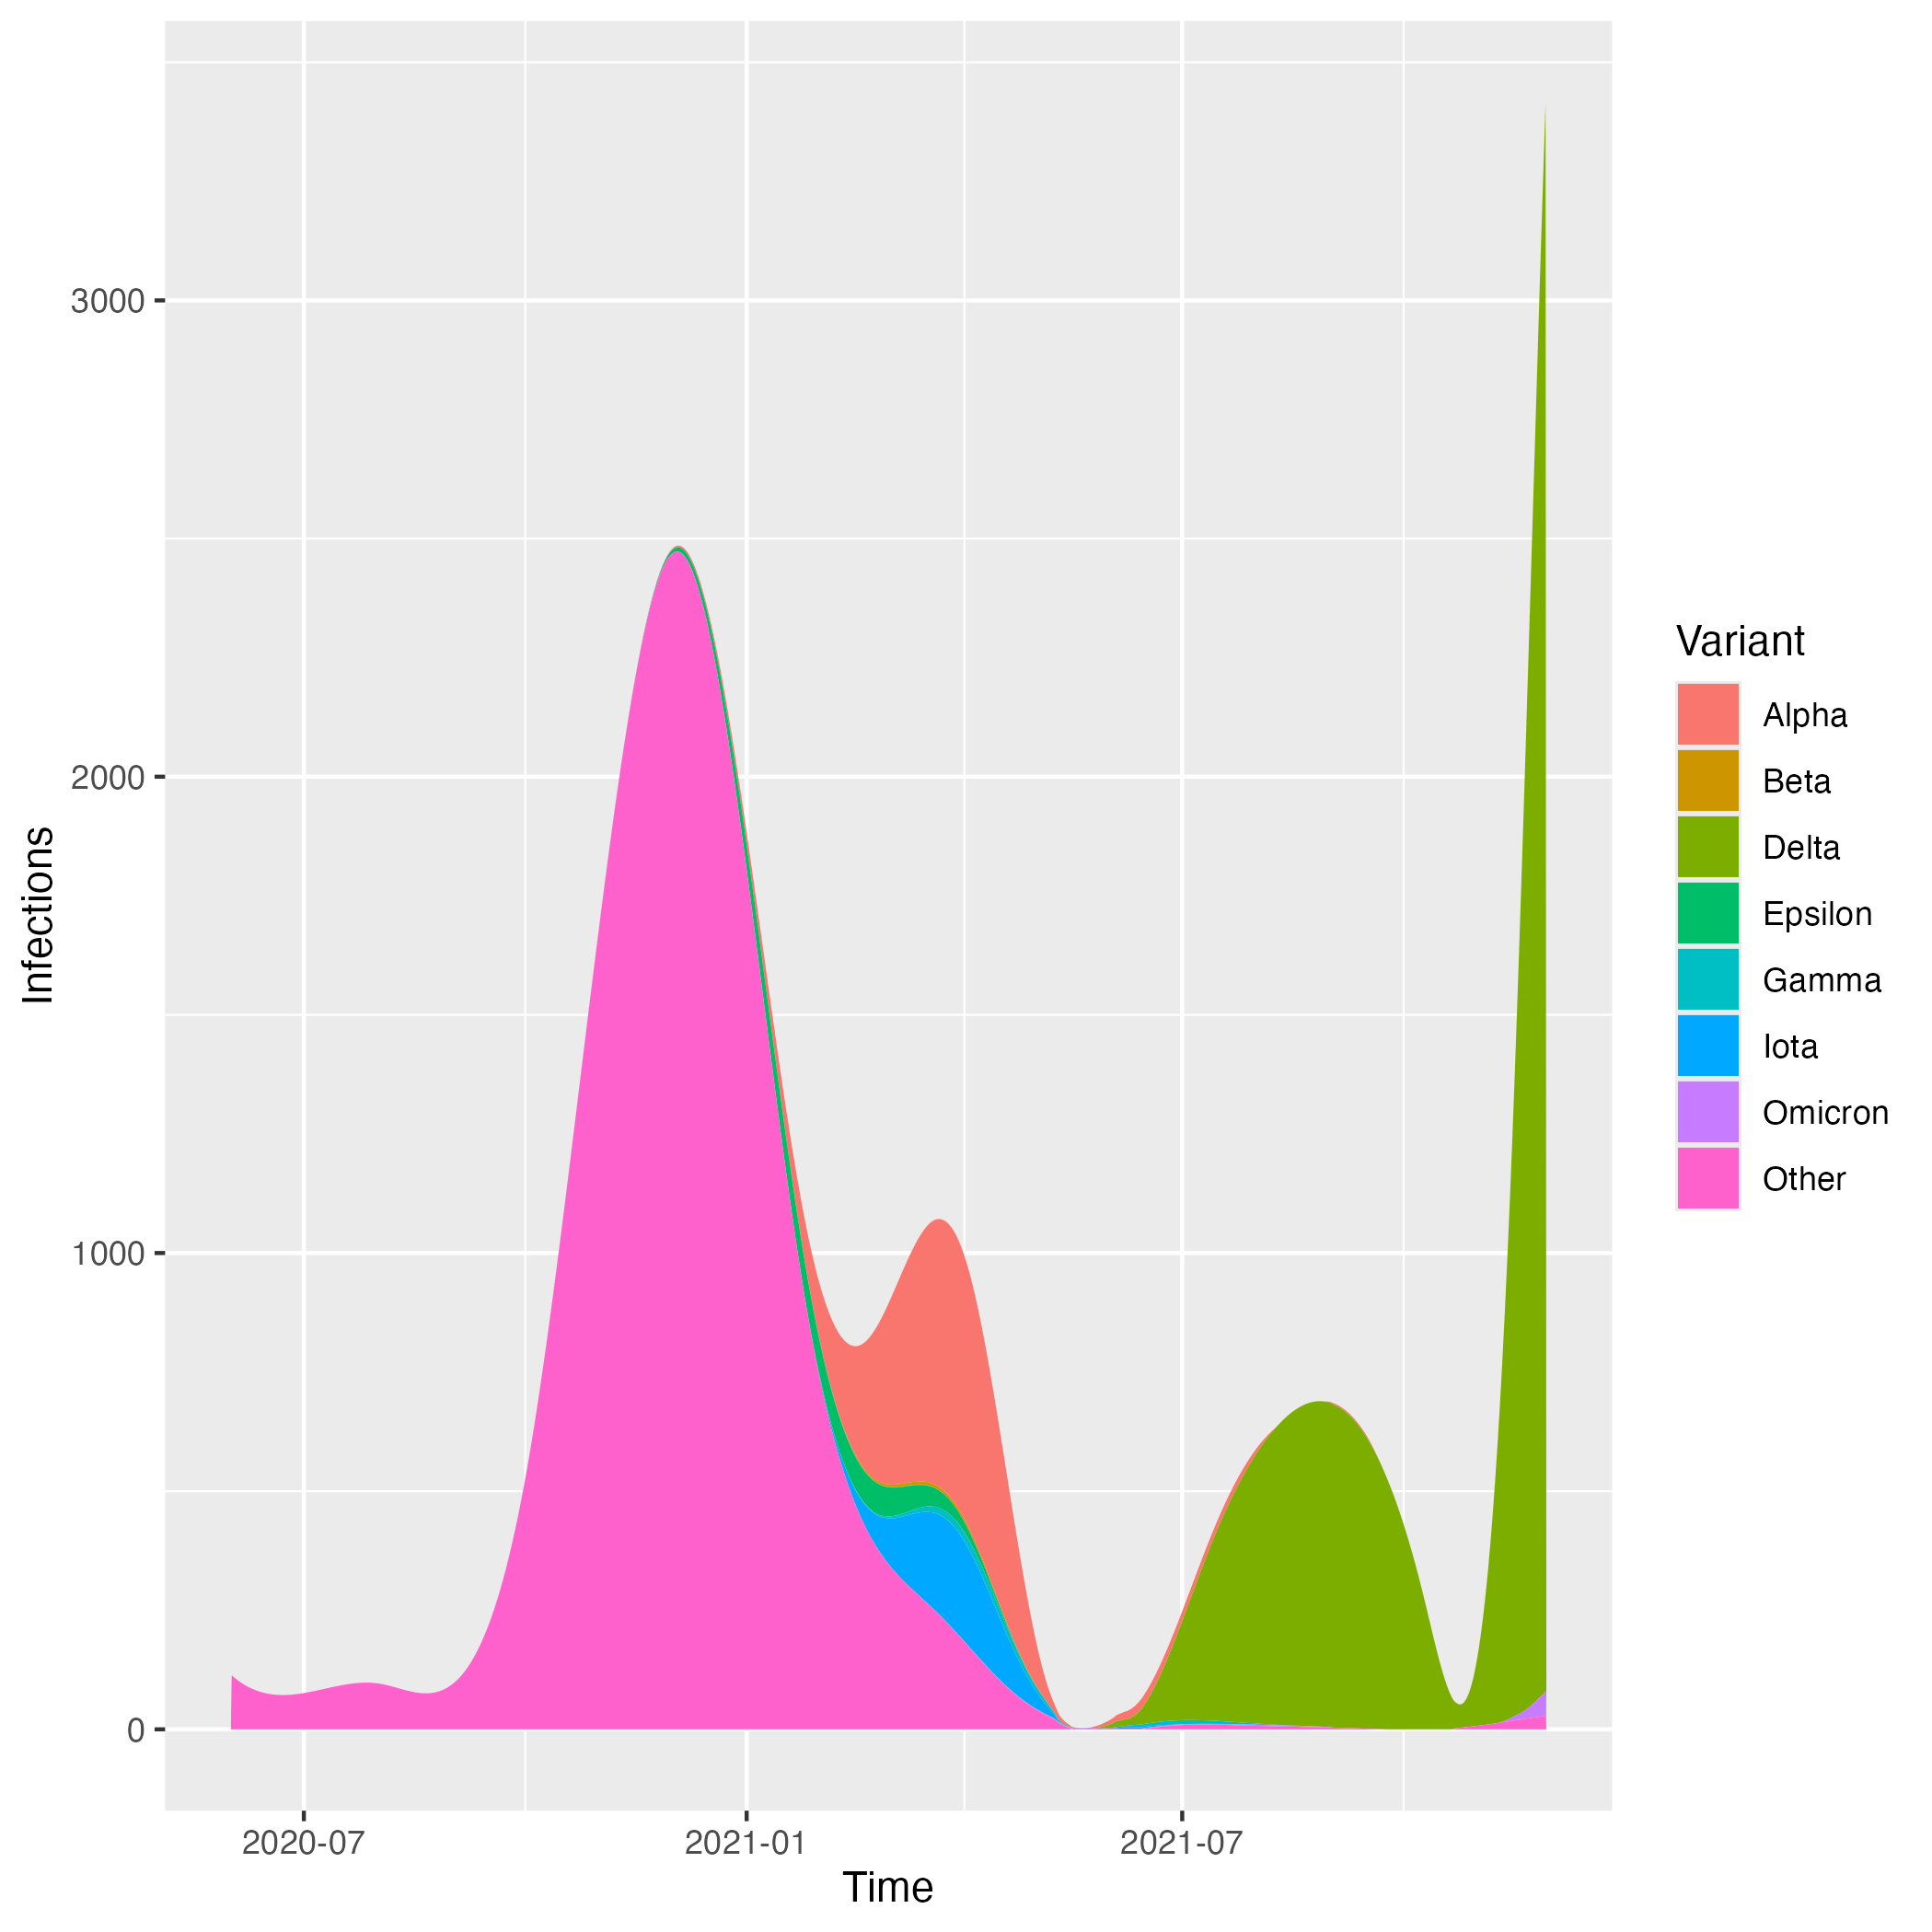 3000
2000
1000
0
Infections
2020-07
2021-01
2021-07
Time
Variant
Alpha
Beta
Delta
Epsilon
Gamma
Iota
Omicron
Other